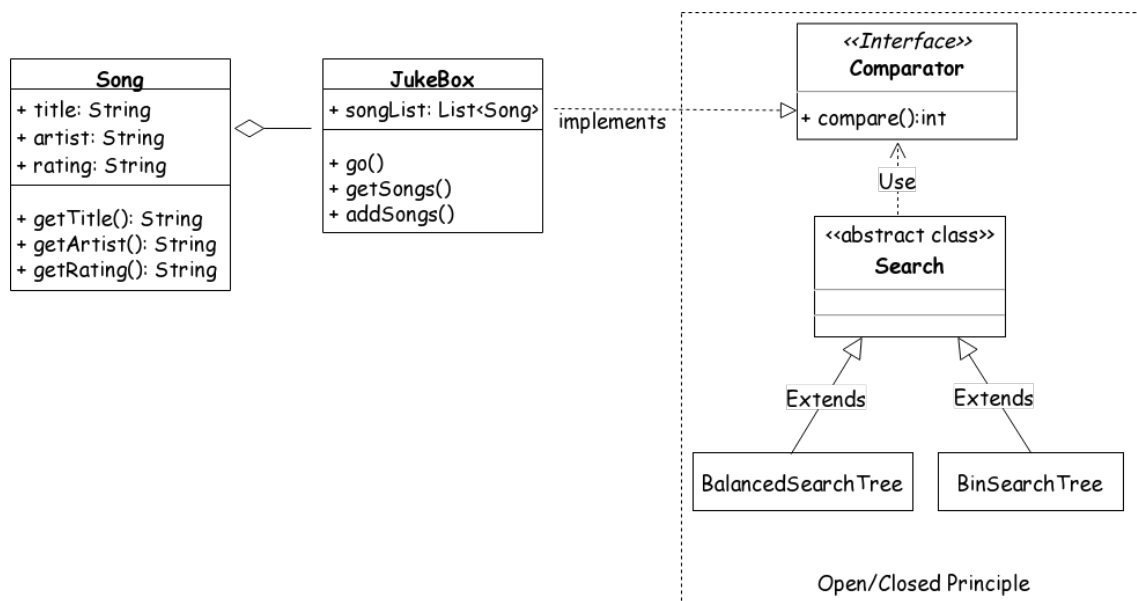 Song
+ title: String
+ artist: String
+ rating: String
+ getTitle(): String
+ getArtist(): String
+ getRating(): String
JukeBox
+ songList: List<Song>
+ go()
+ getSongs()
+ addSongs()
implements
<<Interface>>
Comparator
+ compare():int
Use
<<abstract class>>
Search
Extends
Extends
BalancedSearchTree
BinSearchTree
Open/Closed Principle